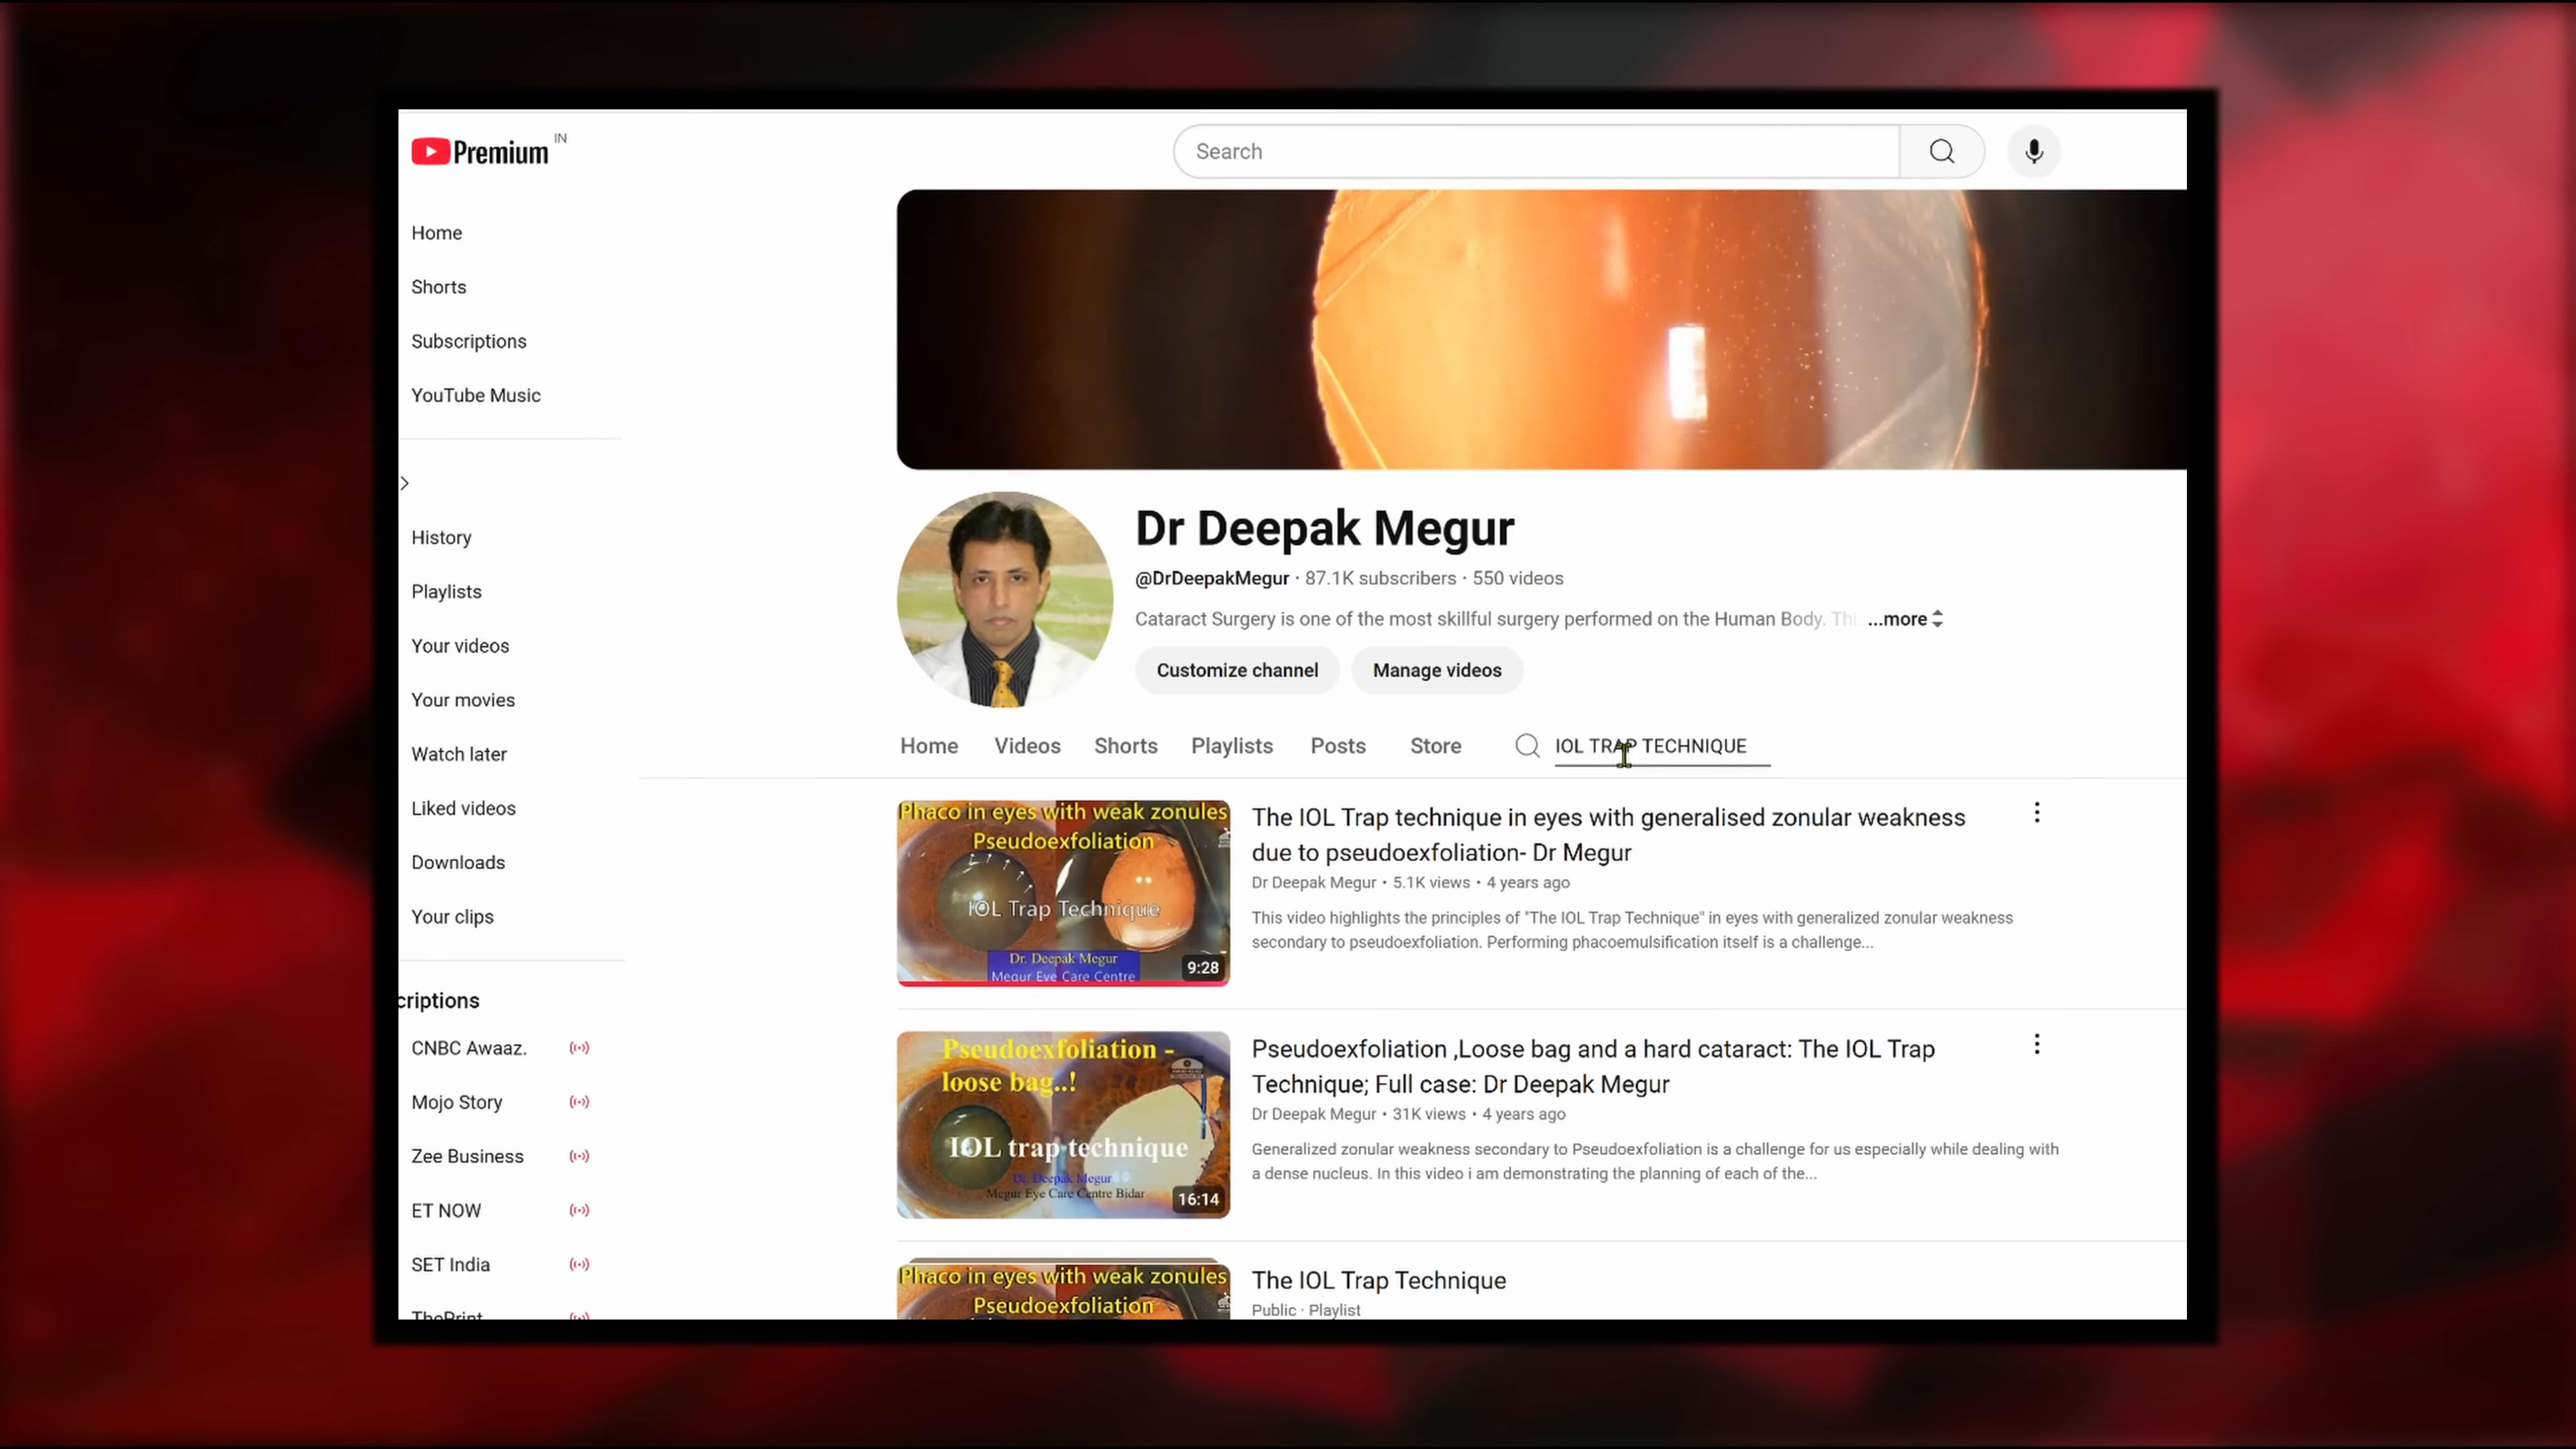 Premium IN
Search
Home
Shorts
Subscriptions
YouTube Music
History
Playlists
Your videos
Your movies
Watch later
Liked videos
Downloads
Your clips
criptions
CNBC Awaaz.
Mojo Story
Zee Business
ET NOW
SET India
ThePrint
Dr Deepak Megur
@DrDeepakMegur · 87.1K subscribers · 550 videos
Cataract Surgery is one of the most skillful surgery performed on the Human Body. Thi ...more
Customize channel Manage videos
Home Videos Shorts Playlists Posts Store IOL TRAP TECHNIQUE
Phaco in eyes with weak zonules
Pseudoexfoliation
IOL Trap Technique
Dr. Deepak Megur
Megur Eye Care Centre
9:28
The IOL Trap technique in eyes with generalised zonular weakness
due to pseudoexfoliation- Dr Megur
Dr Deepak Megur • 5.1K views • 4 years ago
This video highlights the principles of "The IOL Trap Technique" in eyes with generalized zonular weakness
secondary to pseudoexfoliation. Performing phacoemulsification itself is a challenge...
Pseudoexfoliation -
loose bag..!
IOL trap technique
Dr. Deepak Megur
Megur Eye Care Centre Bidar
16:14
Pseudoexfoliation ,Loose bag and a hard cataract: The IOL Trap
Technique; Full case: Dr Deepak Megur
Dr Deepak Megur • 31K views • 4 years ago
Generalized zonular weakness secondary to Pseudoexfoliation is a challenge for us especially while dealing with
a dense nucleus. In this video i am demonstrating the planning of each of the...
Phaco in eyes with weak zonules
Pseudoexfoliation
The IOL Trap Technique
Public · Playlist